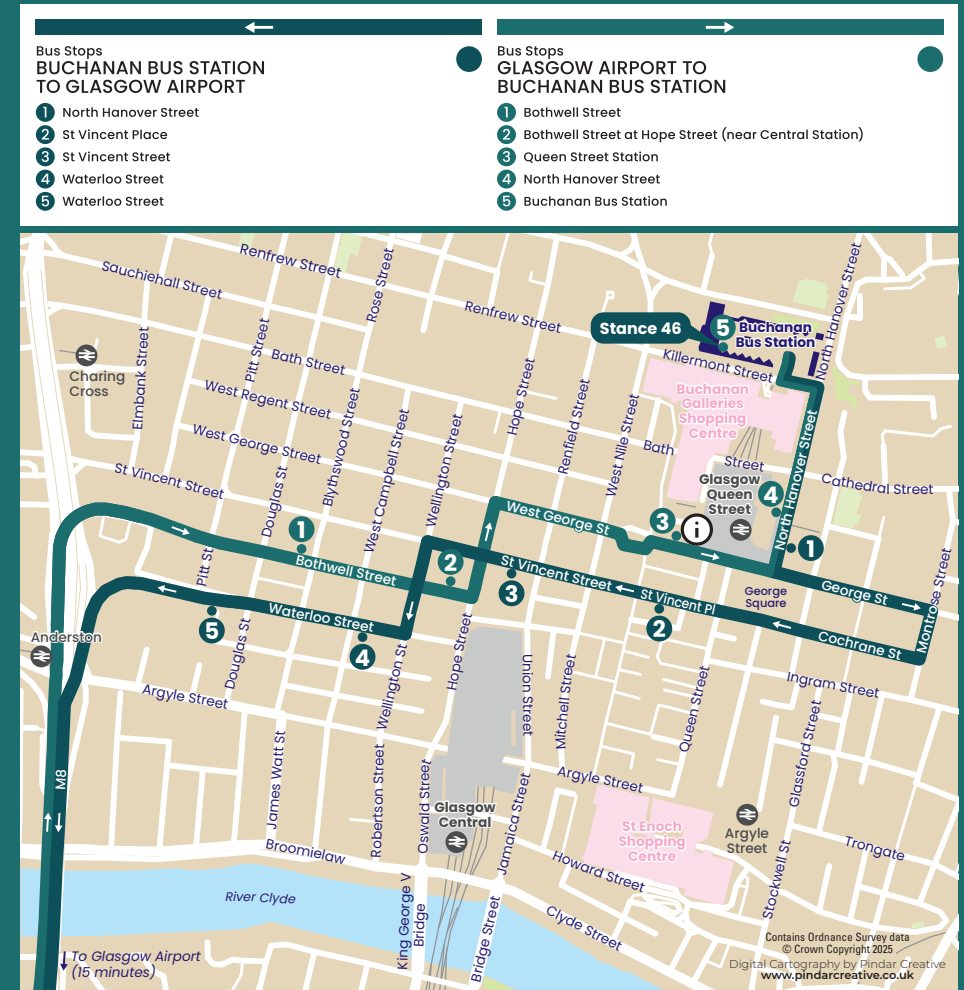 Bus Stops
BUCHANAN BUS STATION
TO GLASGOW AIRPORT
1 North Hanover Street
2 St Vincent Place
3 St Vincent Street
4 Waterloo Street
5 Waterloo Street
Bus Stops
GLASGOW AIRPORT TO
BUCHANAN BUS STATION
1 Bothwell Street
2 Bothwell Street at Hope Street (near Central Station)
3 Queen Street Station
4 North Hanover Street
5 Buchanan Bus Station
Renfrew Street
Sauchiehall Street
Rose Street
North Hanover Street
Renfrew Street
Stance 46
5
Buchanan
Bus Station
Elmbank Street
Pitt Street
Bath Street
Killermont Street
Charing
Cross
West Regent Street
Hope Street
Renfield Street
West Nile Street
Buchanan
Galleries
Shopping
Centre
Blythswood Street
West Campbell Street
Wellington Street
West George Street
Bath
Street
North Hanover Street
St Vincent Street
Douglas St
Glasgow
Queen
Street
Cathedral Street
4
West George St
3
i
1
1
Pitt St
Bothwell Street
2
St Vincent Street
3
St Vincent Pl
2
George
Square
George St
Montrose Street
Cochrane St
Waterloo Street
5
4
Anderston
Douglas St
Wellington St
Hope Street
Union Street
Mitchell Street
Queen Street
Ingram Street
Argyle Street
Glassford Street
M8
James Watt St
Robertson Street
Oswald Street
Argyle Street
Jamaica Street
Glasgow
Central
St Enoch
Shopping
Centre
Argyle
Street
Trongate
Broomielaw
Howard Street
Stockwell St
River Clyde
King George V
Bridge
Bridge Street
Clyde Street
To Glasgow Airport
(15 minutes)
Contains Ordnance Survey data
© Crown Copyright 2025
Digital Cartography by Pindar Creative
www.pindarcreative.co.uk